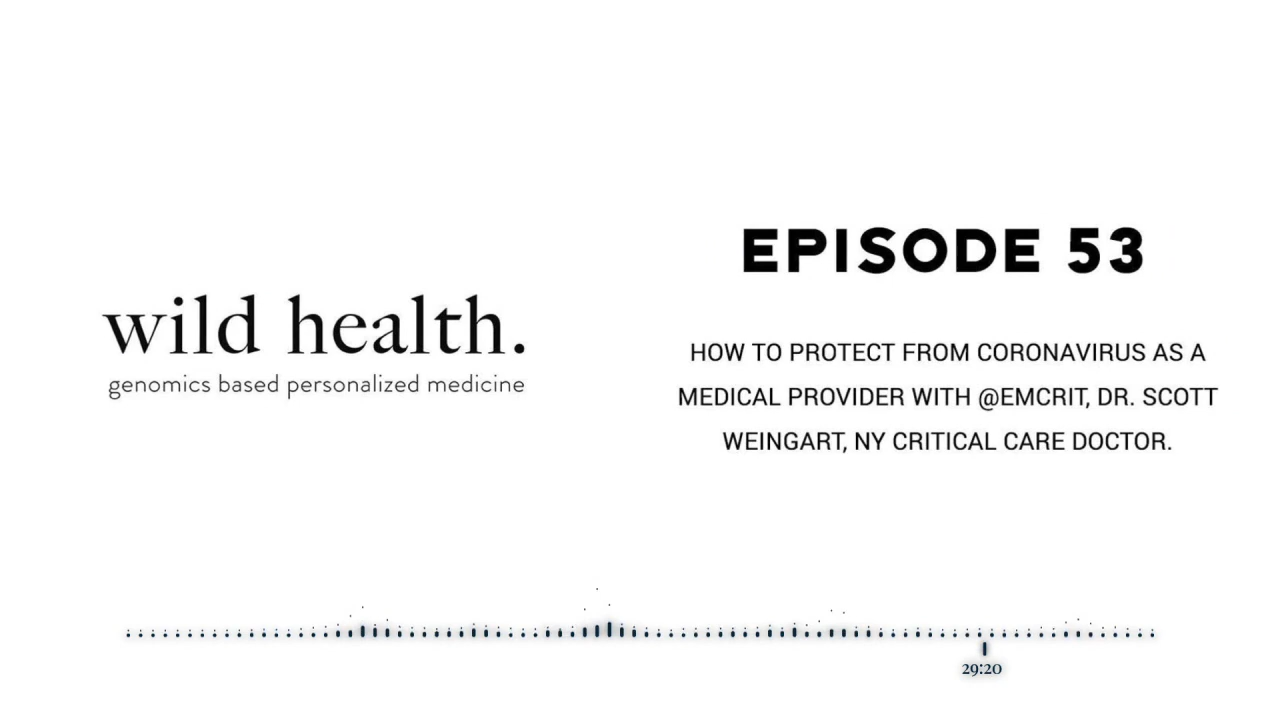 wild health.
genomics based personalized medicine
EPISODE 53
HOW TO PROTECT FROM CORONAVIRUS AS A
MEDICAL PROVIDER WITH @EMCRIT, DR. SCOTT
WEINGART, NY CRITICAL CARE DOCTOR.
29:20